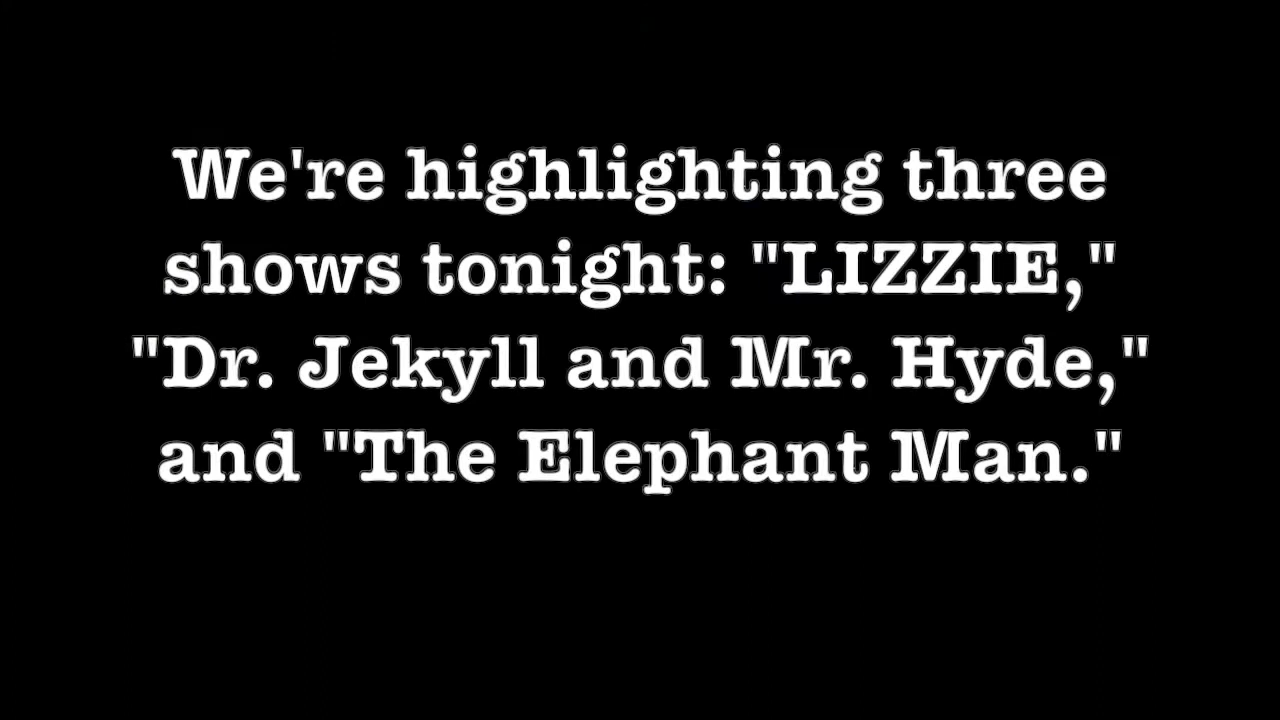 We're highlighting three
shows tonight: "LIZZIE,"
"Dr. Jekyll and Mr. Hyde,"
and "The Elephant Man."